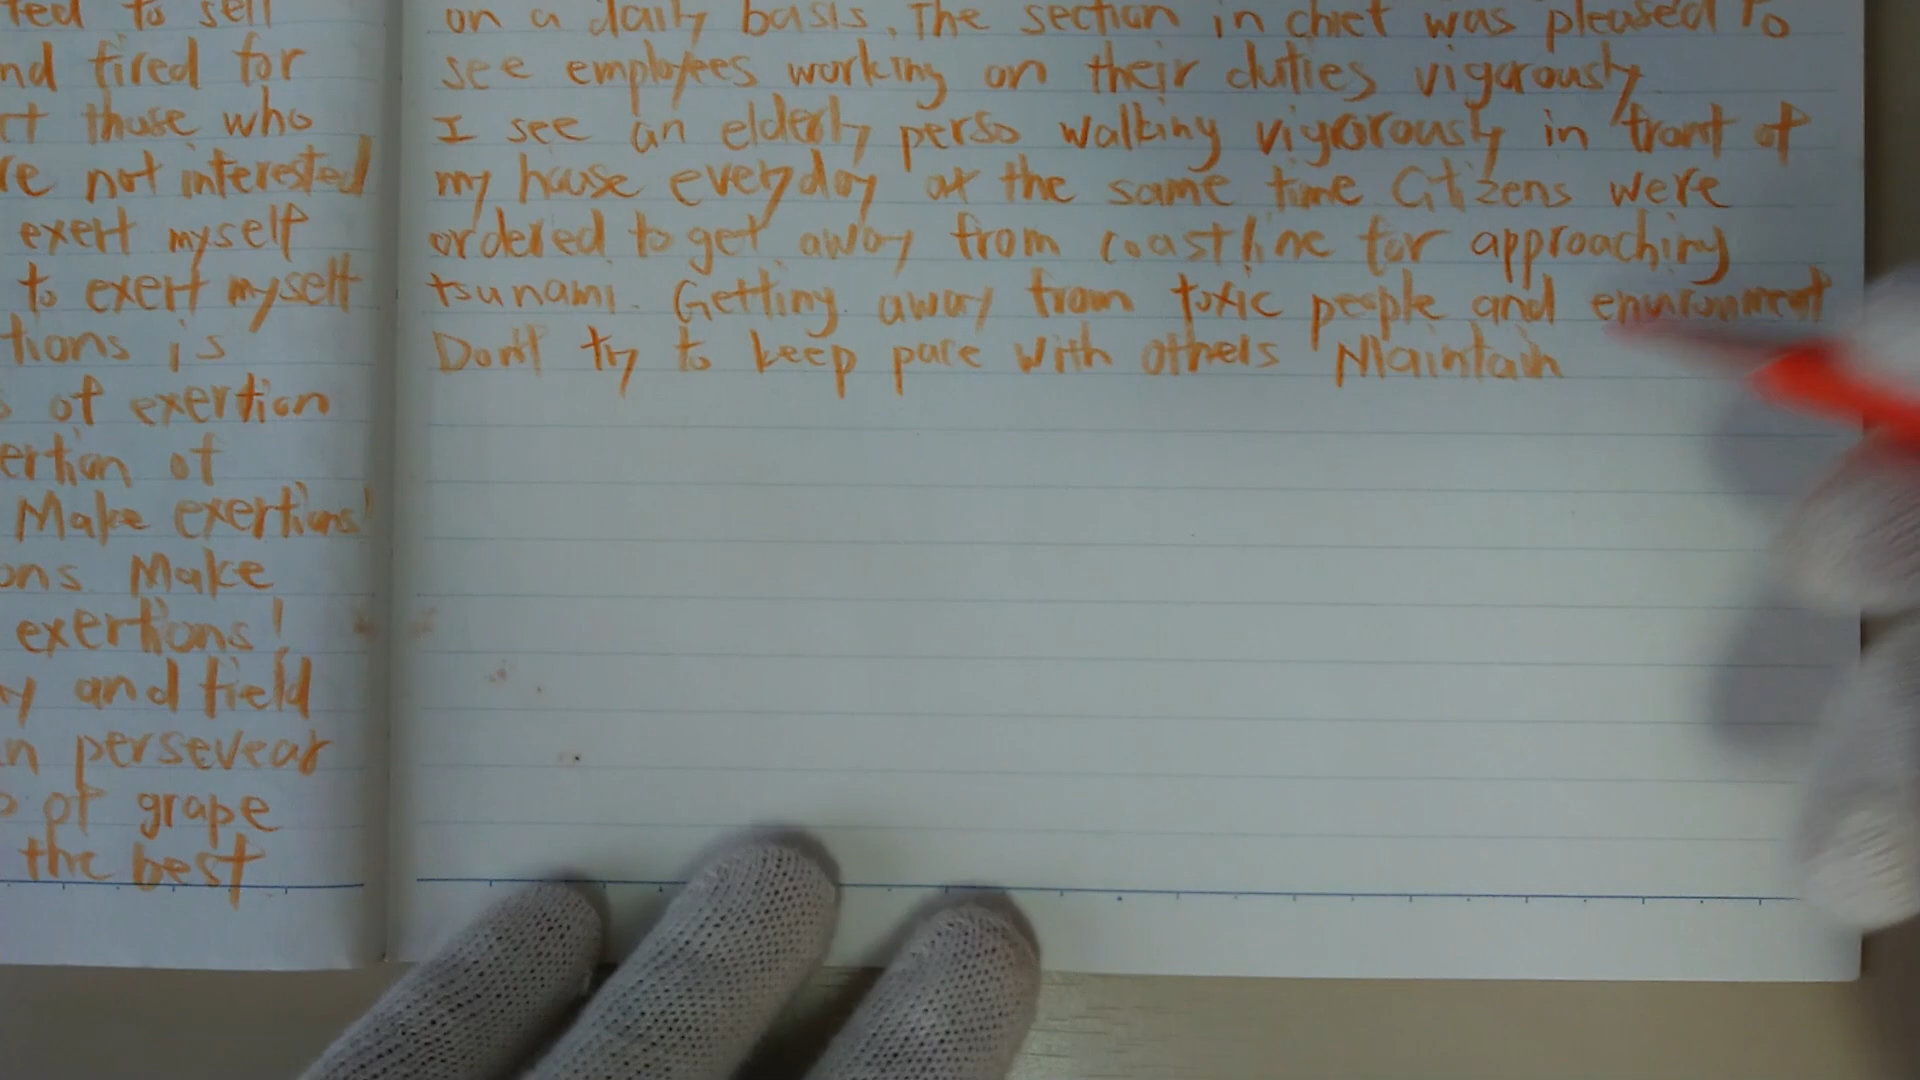 ted to sell
nd fired for
ct those who
re not interested
exert myself
to exert myself
tions is
s of exertion
ertion of
Make exertions!
ons Make
exertions!
y and field
n persevear
o of grape
the best
on a daily basis. The section in chief was pleased to
see employees working on their duties vigorously
I see an elderly perso walking vigorously in front of
my house everyday at the same time Citizens were
ordered to get away from coastline for approaching
tsunami. Getting away from toxic people and environment
Don't try to keep pace with others Maintain